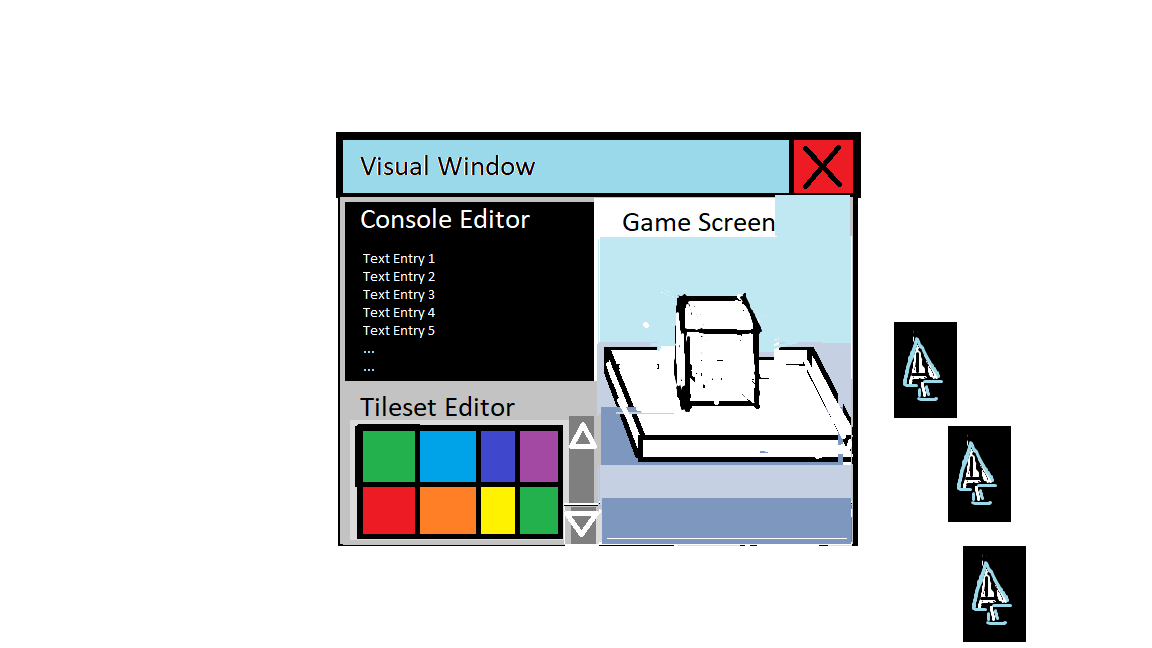 Visual Window
Console Editor
Text Entry 1
Text Entry 2
Text Entry 3
Text Entry 4
Text Entry 5
...
...
Game Screen
Tileset Editor